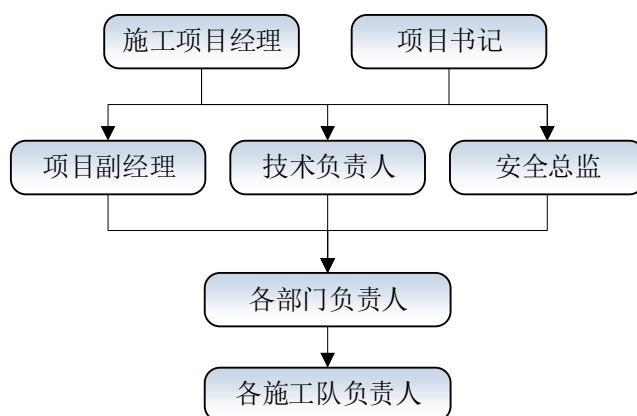 施工项目经理
项目书记
项目副经理
技术负责人
安全总监
各部门负责人
各施工队负责人